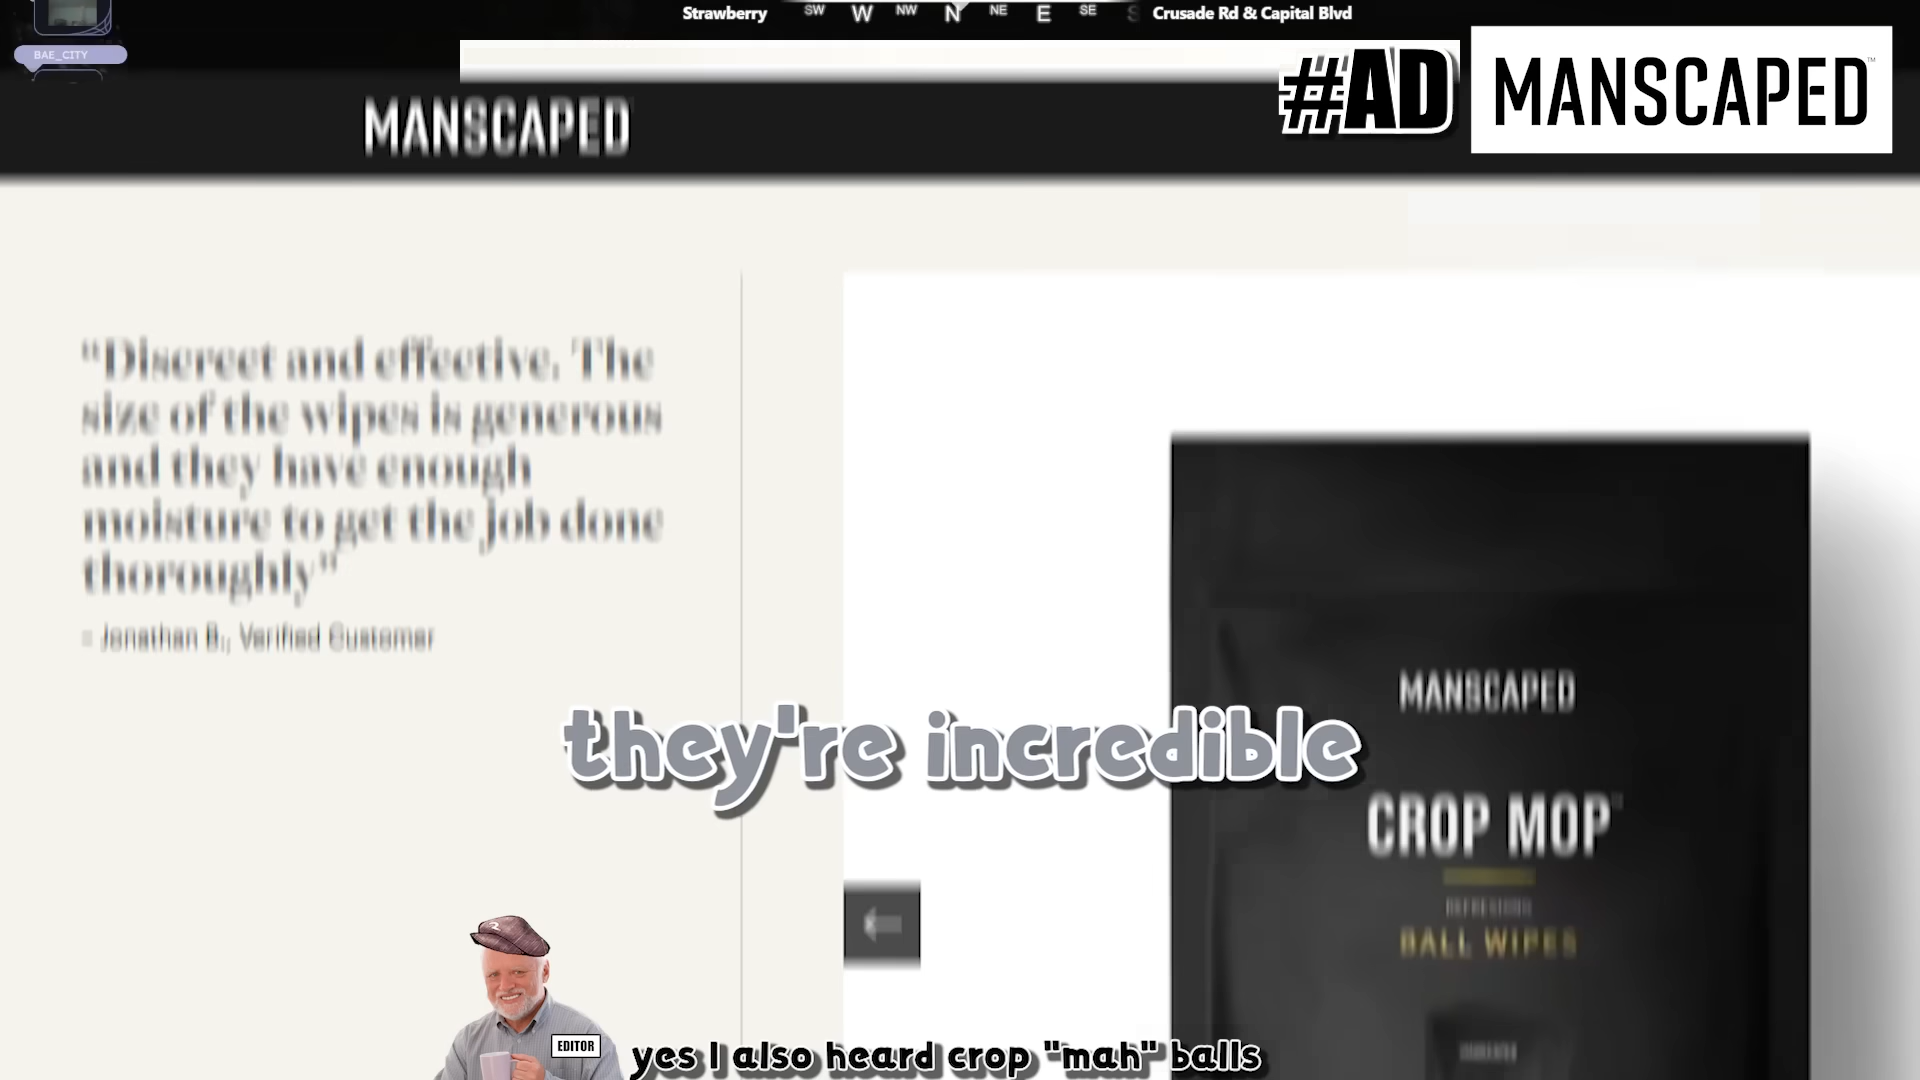 Strawberry
SW W NW N NE E SE S
Crusade Rd & Capital Blvd
BAE_CITY
MANSCAPED
#AD
MANSCAPED™
"Discreet and effective. The
size of the wipes is generous
and they have enough
moisture to get the job done
thoroughly"
- Jonathan B., Verified Customer
they're incredible
MANSCAPED
CROP MOP
REFRESHING
BALL WIPES
EDITOR
yes I also heard crop "mah" balls